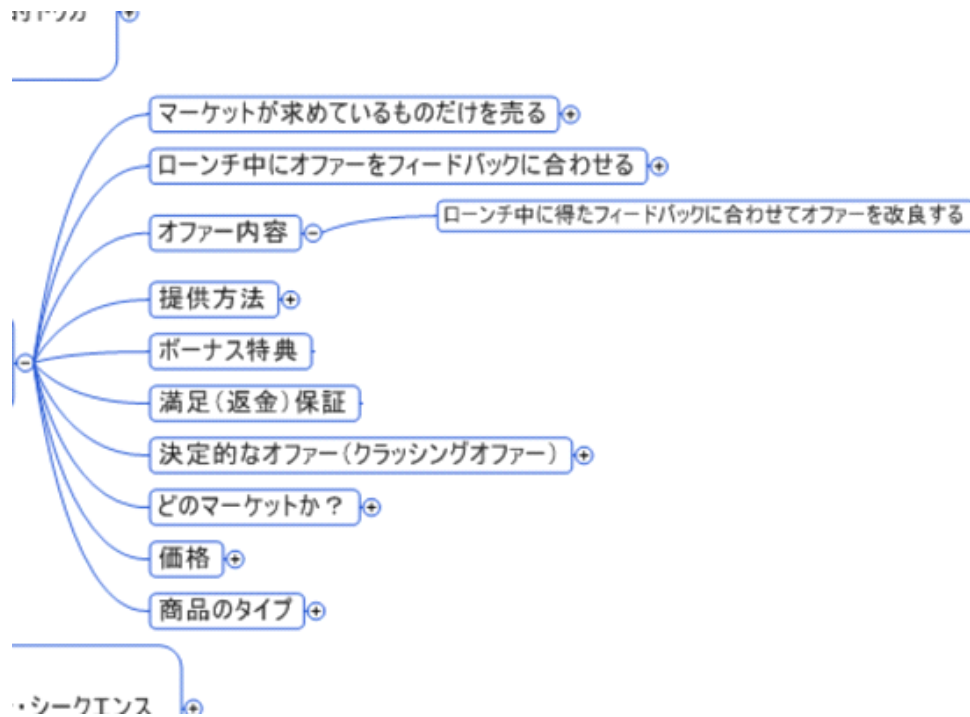 マーケットが求めているものだけを売る
ローンチ中にオファーをフィードバックに合わせる
オファー内容
ローンチ中に得たフィードバックに合わせてオファーを改良する
提供方法
ボーナス特典
満足（返金）保証
決定的なオファー（クラッシングオファー）
どのマーケットか？
価格
商品のタイプ
・シークエンス